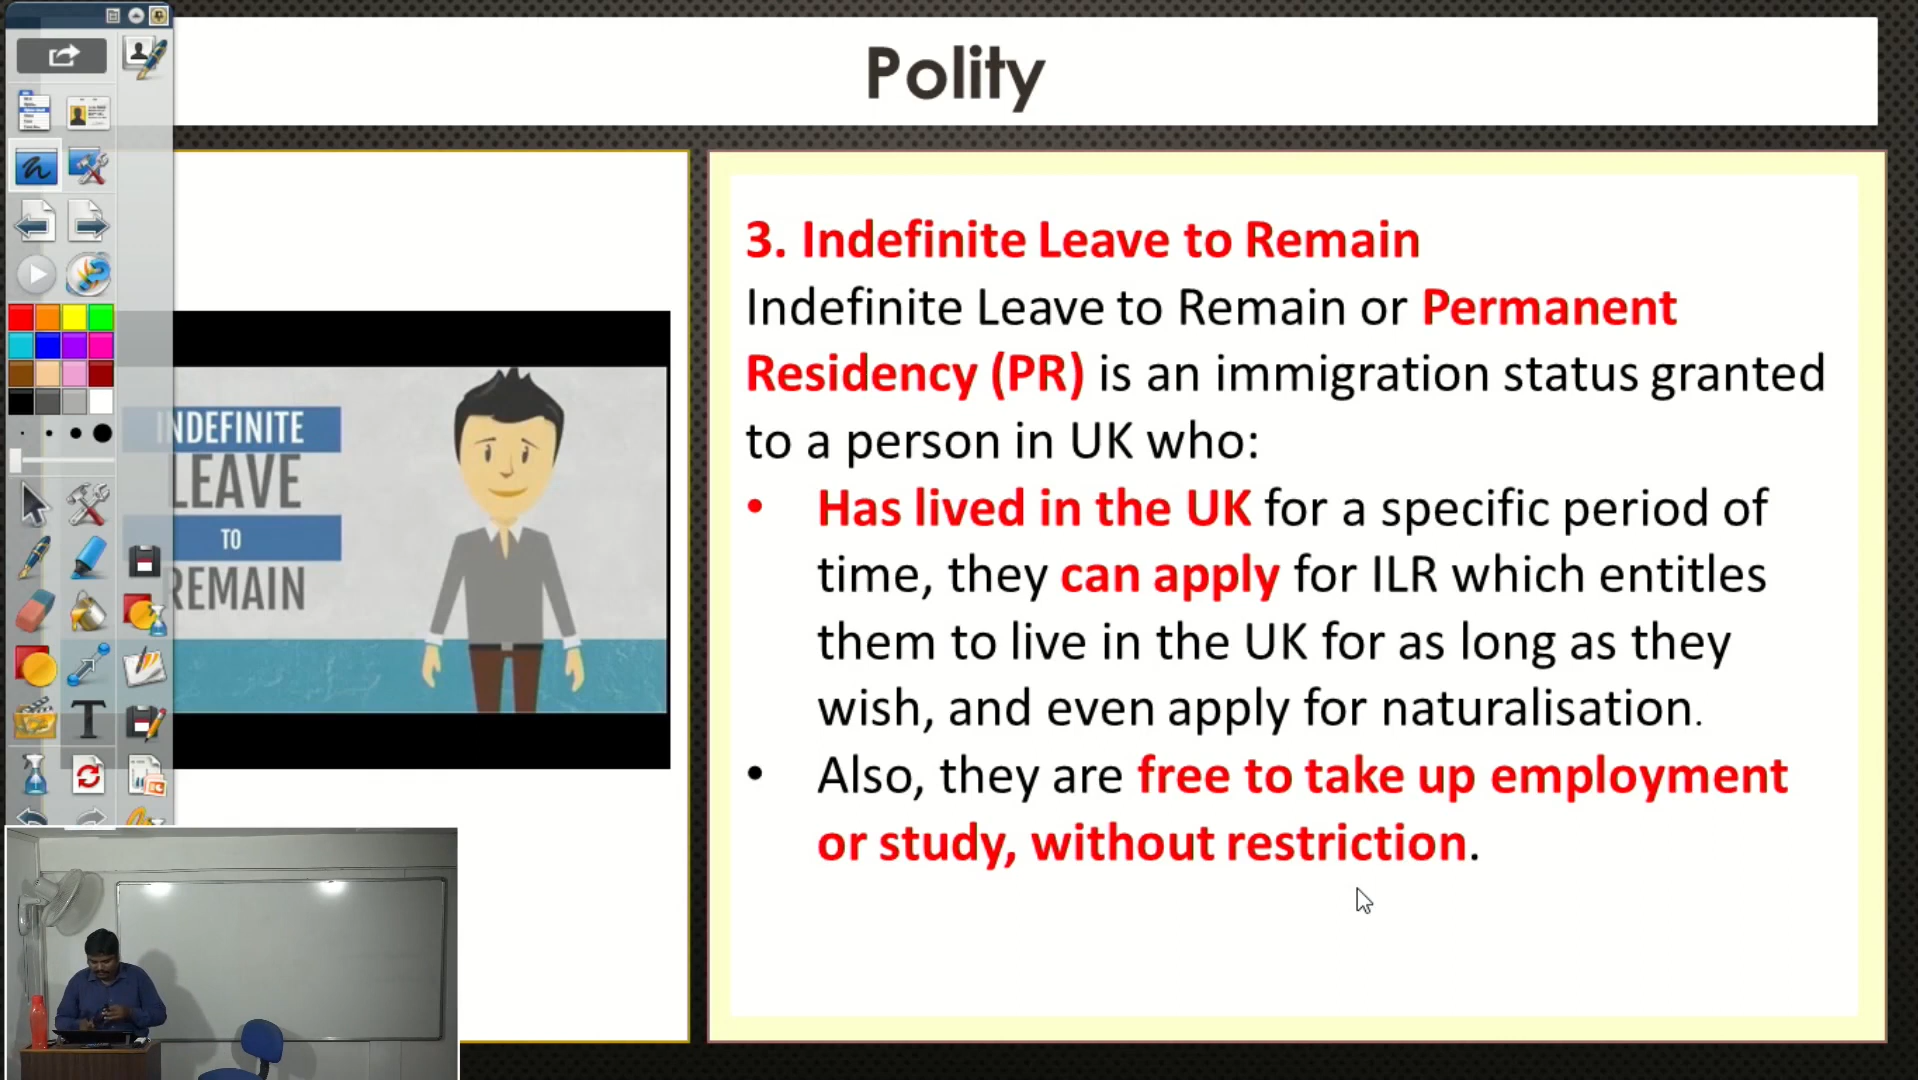 Polity
INDEFINITE
LEAVE
TO
REMAIN
3. Indefinite Leave to Remain
Indefinite Leave to Remain or Permanent
Residency (PR) is an immigration status granted
to a person in UK who:
• Has lived in the UK for a specific period of
time, they can apply for ILR which entitles
them to live in the UK for as long as they
wish, and even apply for naturalisation.
• Also, they are free to take up employment
or study, without restriction.